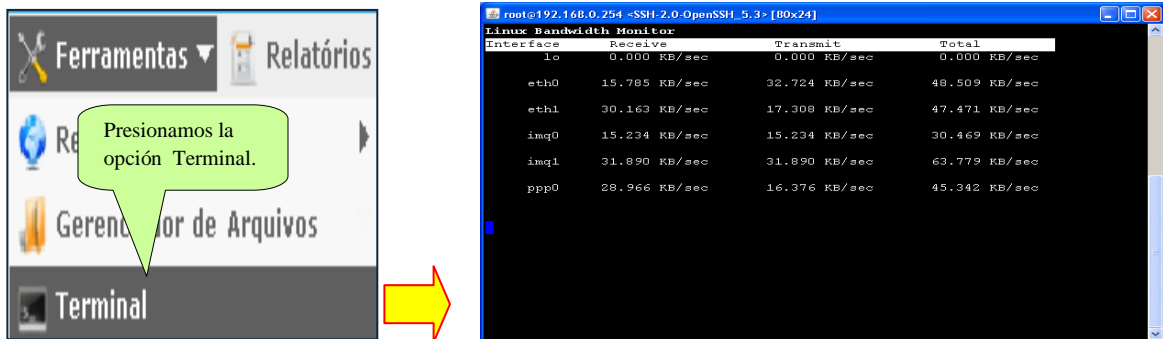 Ferramentas Relatórios
Re
Presionamos la
opción Terminal.
Gerenc or de Arquivos
Terminal
root@192.168.0.254 <SSH-2.0-OpenSSH_5.3> [80x24]
Linux Bandwidth Monitor
Interface Receive Transmit Total
lo 0.000 KB/sec 0.000 KB/sec 0.000 KB/sec
eth0 15.785 KB/sec 32.724 KB/sec 48.509 KB/sec
eth1 30.163 KB/sec 17.308 KB/sec 47.471 KB/sec
imq0 15.234 KB/sec 15.234 KB/sec 30.469 KB/sec
imq1 31.890 KB/sec 31.890 KB/sec 63.779 KB/sec
ppp0 28.966 KB/sec 16.376 KB/sec 45.342 KB/sec